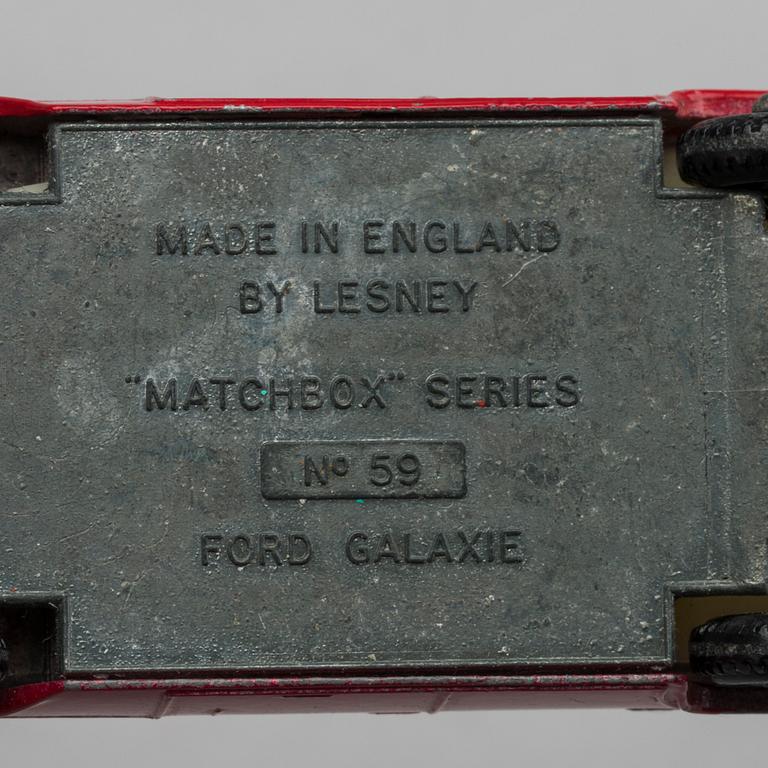 MADE IN ENGLAND
BY LESNEY
"MATCHBOX" SERIES
Nº 59
FORD GALAXIE